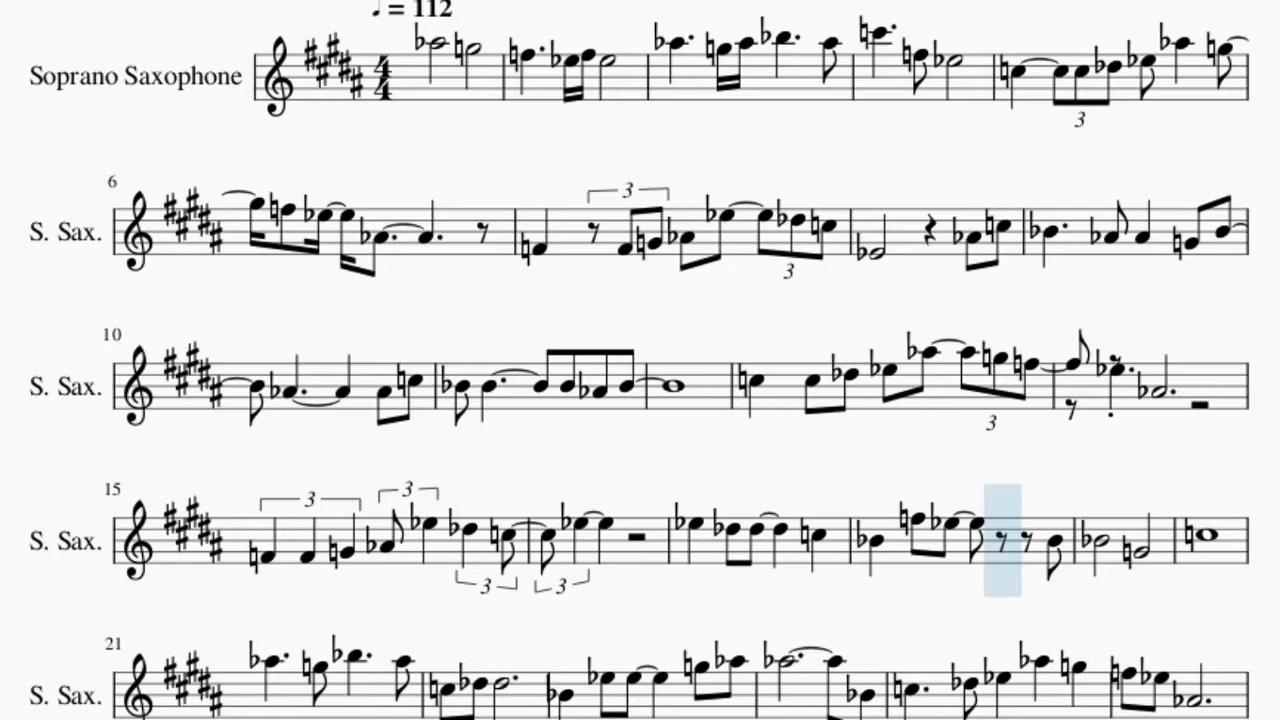 ♩ = 112
Soprano Saxophone
4
4
3
6
S. Sax.
3
3
10
S. Sax.
3
15
S. Sax.
3
3
3
3
21
S. Sax.